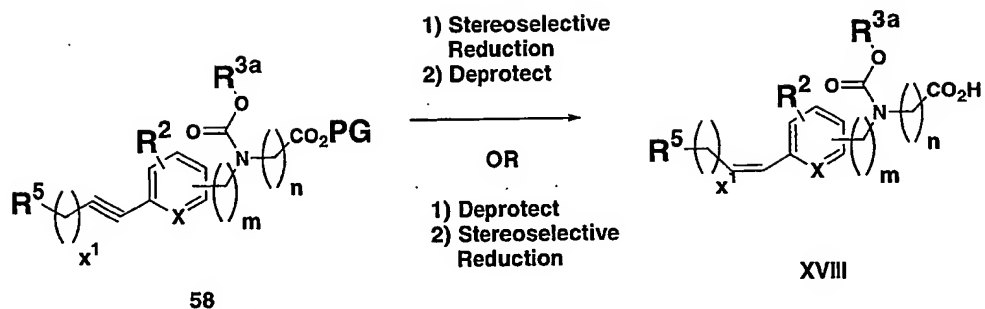 1) Stereoselective
Reduction
2) Deprotect
OR
1) Deprotect
2) Stereoselective
Reduction
R3a
O
O
N
R2
CO2PG
n
m
X
R5
x1
58
R3a
O
O
N
R2
CO2H
n
m
X
R5
x1
XVIII